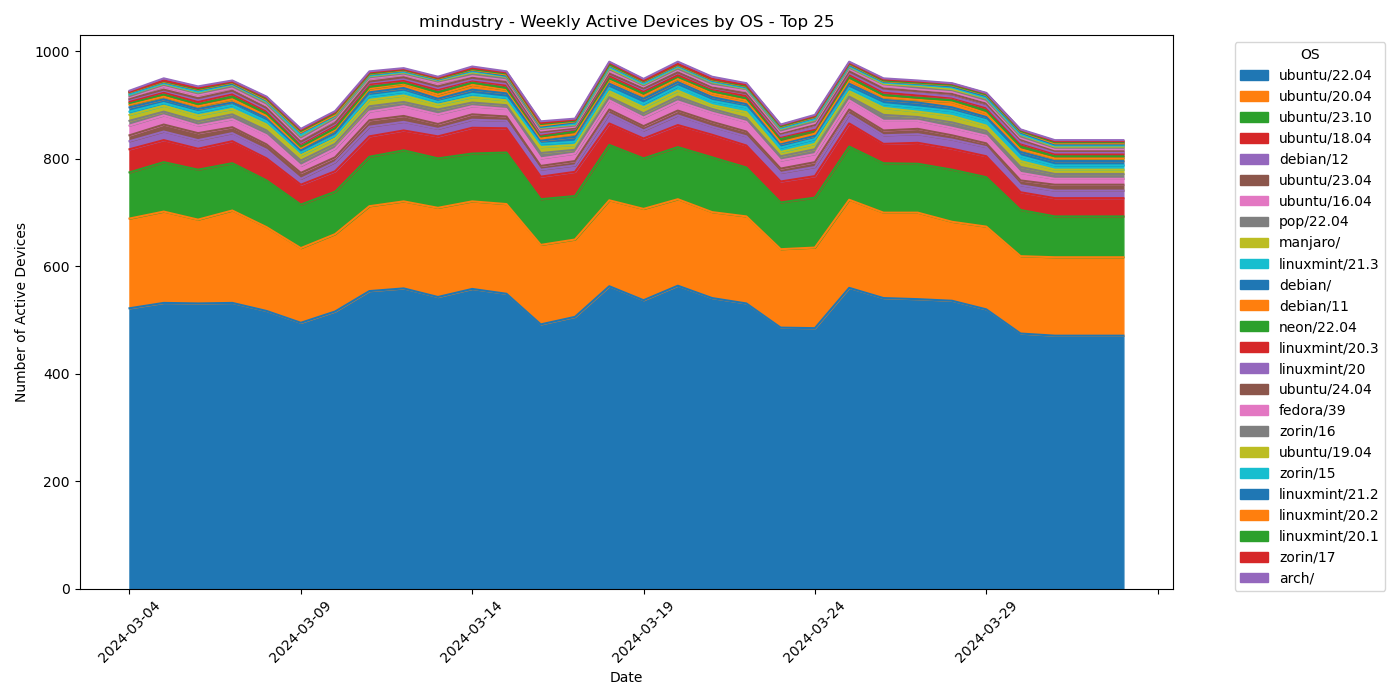 mindustry - Weekly Active Devices by OS - Top 25
Number of Active Devices
1000
800
600
400
200
0
2024-03-04
2024-03-09
2024-03-14
2024-03-19
2024-03-24
2024-03-29
Date
OS
ubuntu/22.04
ubuntu/20.04
ubuntu/23.10
ubuntu/18.04
debian/12
ubuntu/23.04
ubuntu/16.04
pop/22.04
manjaro/
linuxmint/21.3
debian/
debian/11
neon/22.04
linuxmint/20.3
linuxmint/20
ubuntu/24.04
fedora/39
zorin/16
ubuntu/19.04
zorin/15
linuxmint/21.2
linuxmint/20.2
linuxmint/20.1
zorin/17
arch/